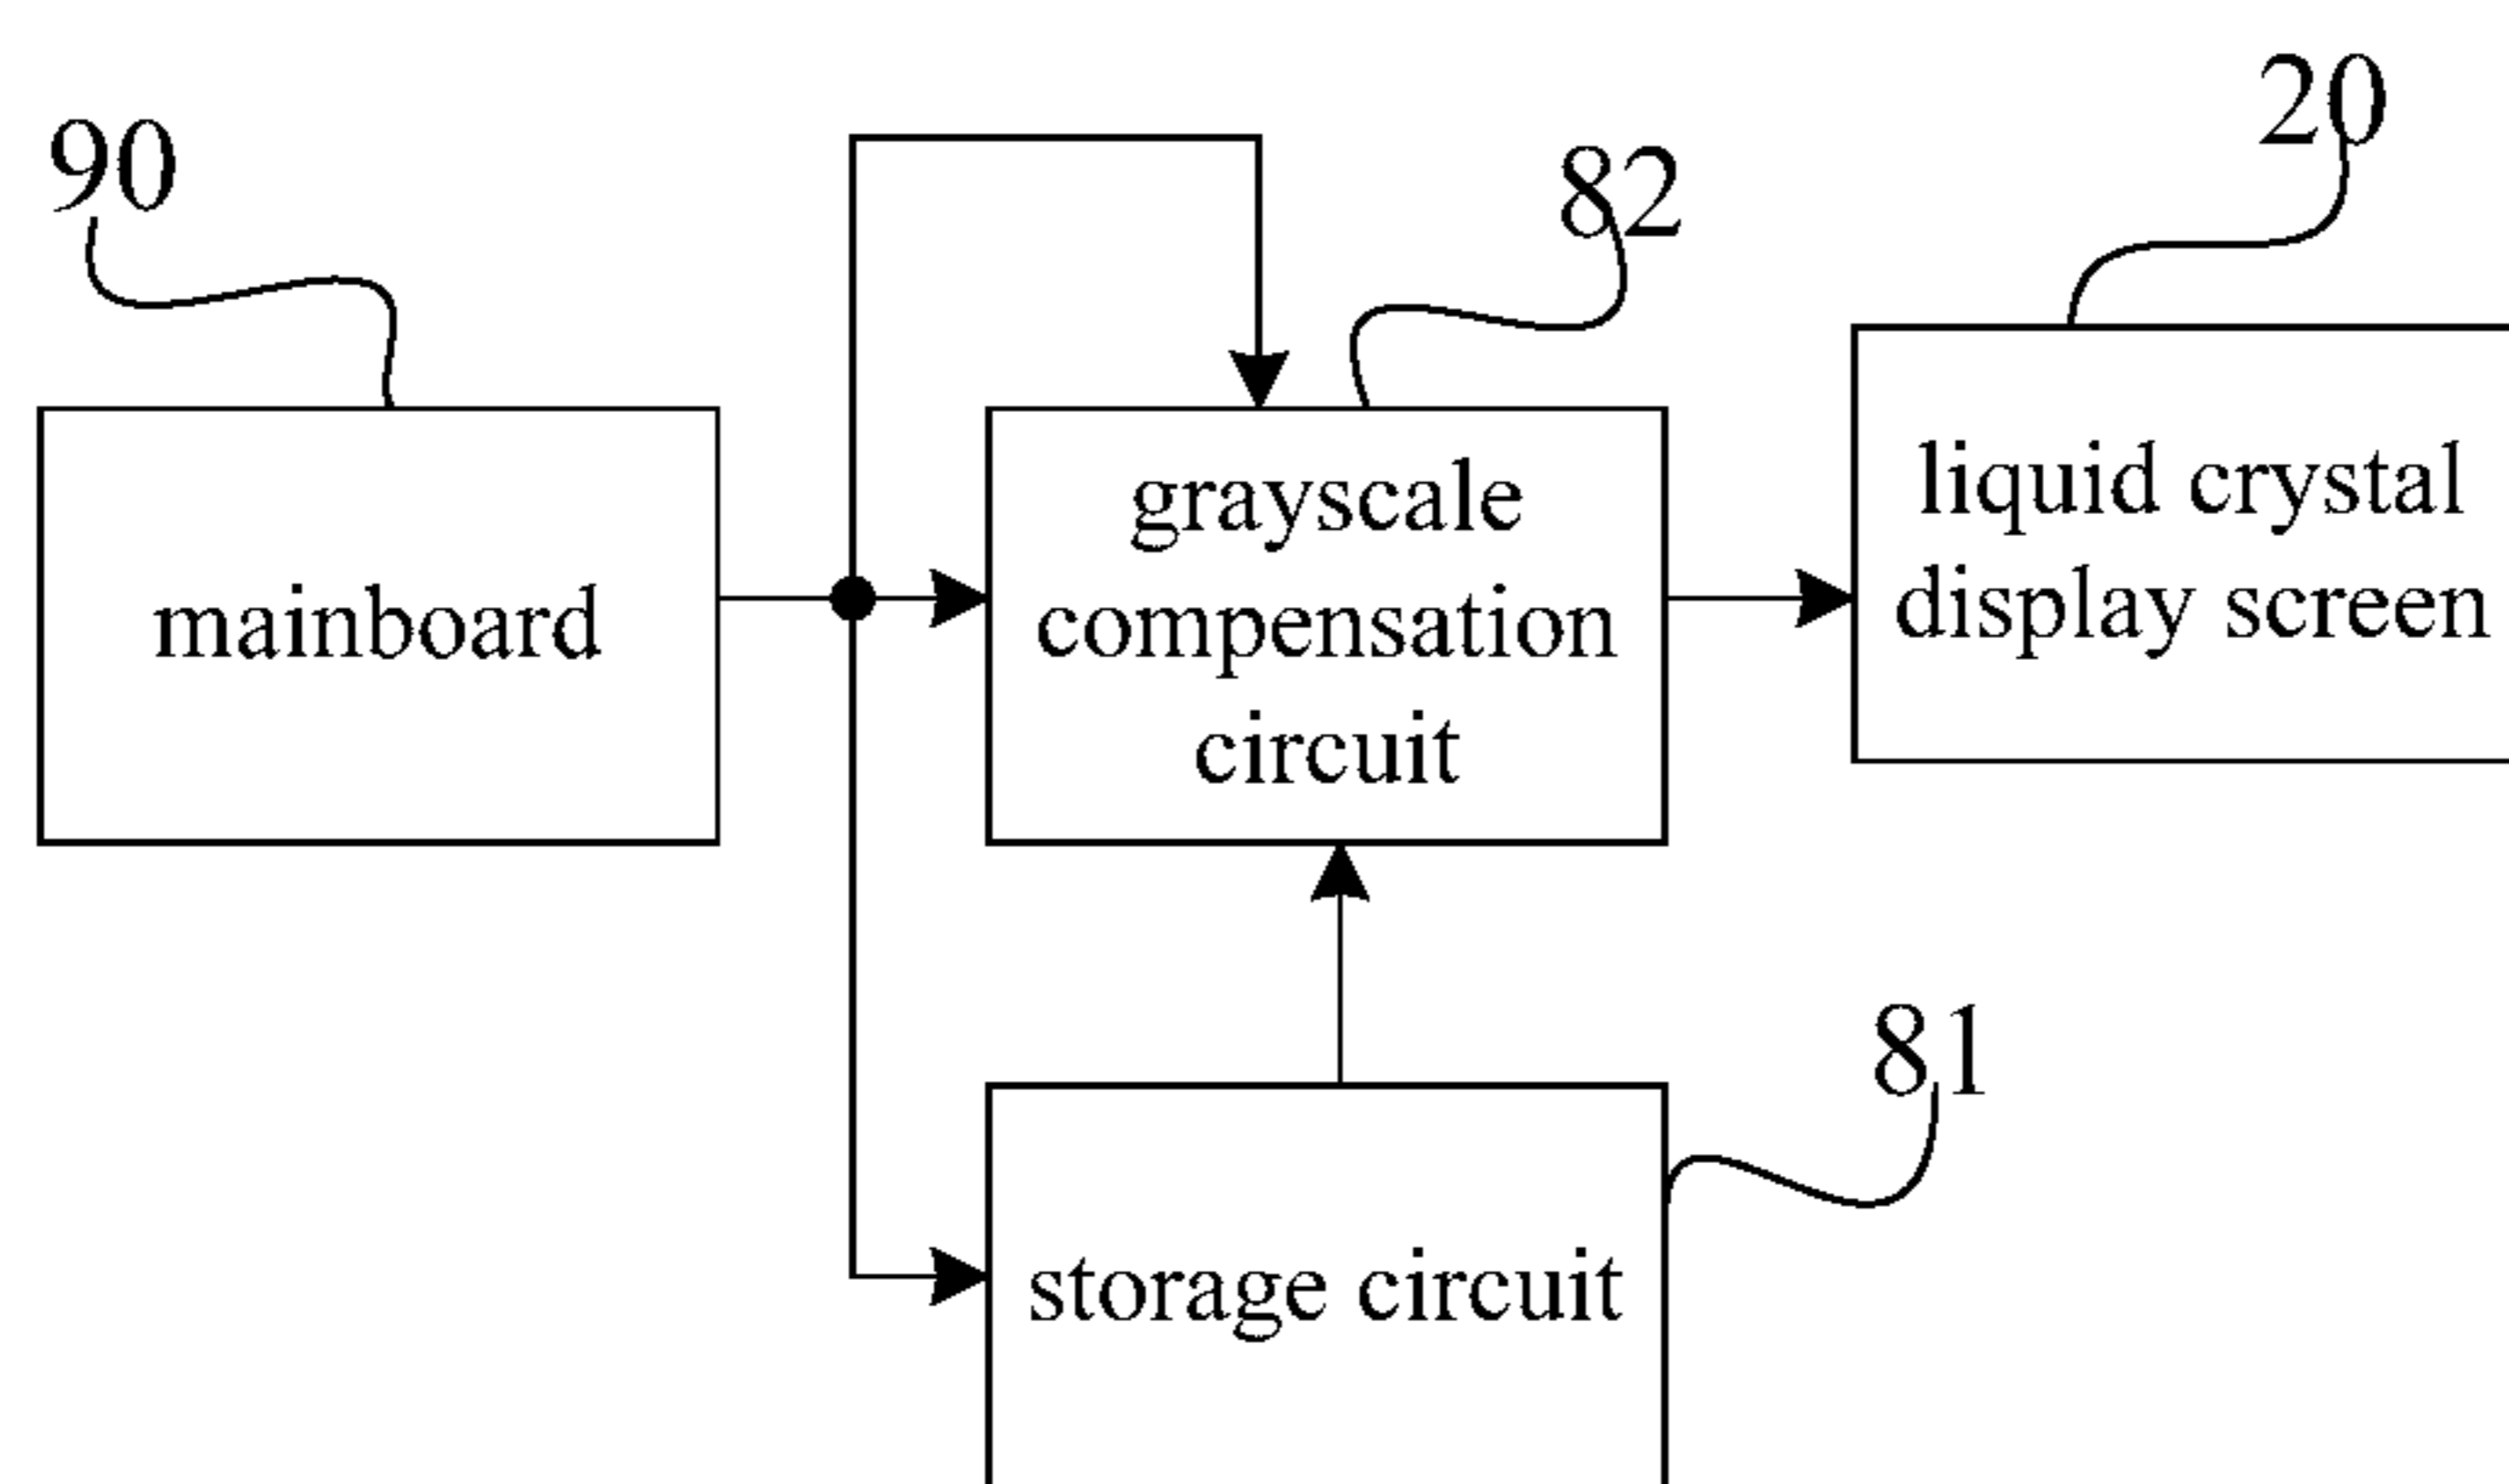 90
82
20
mainboard
grayscale
compensation
circuit
liquid crystal
display screen
81
storage circuit